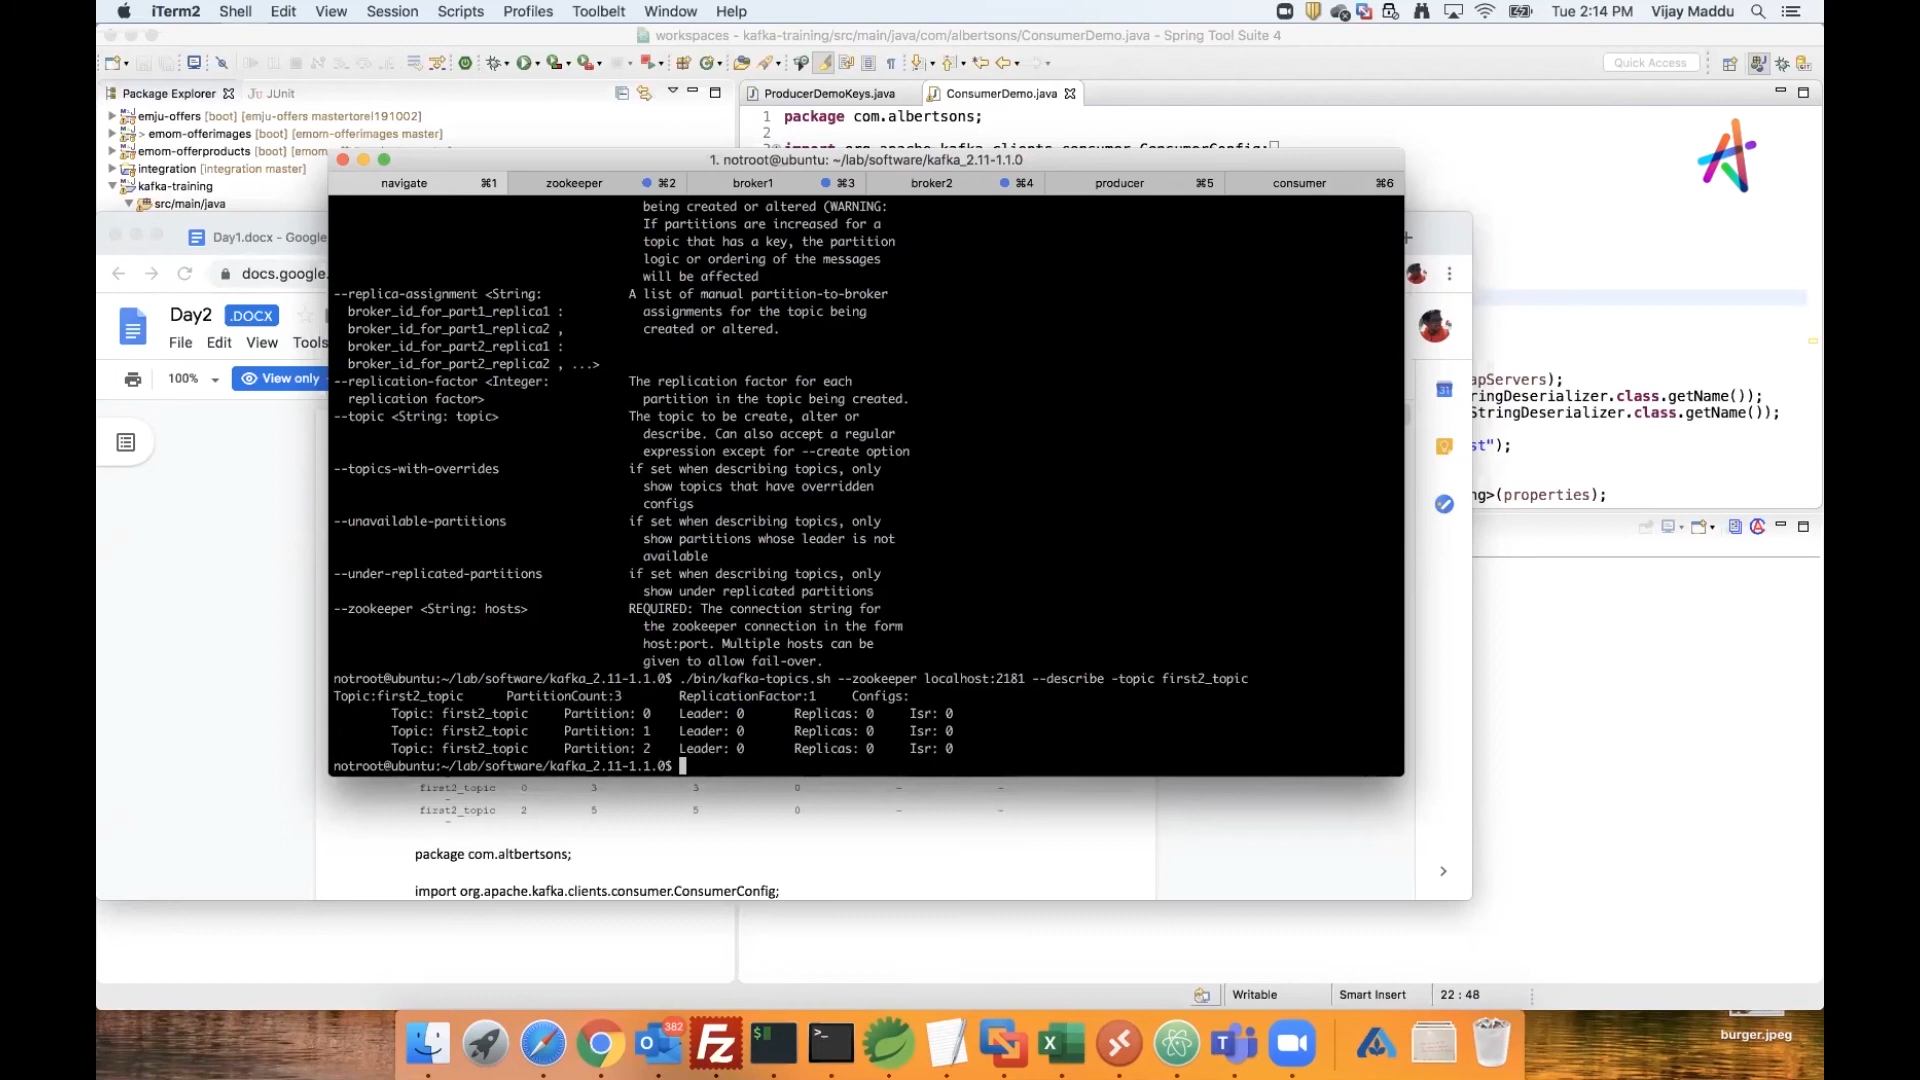 iTerm2 Shell Edit View Session Scripts Profiles Toolbelt Window Help Tue 2:14 PM Vijay Maddu
workspaces - kafka-training/src/main/java/com/albertsons/ConsumerDemo.java - Spring Tool Suite 4
Quick Access
Package Explorer JUnit ProducerDemoKeys.java ConsumerDemo.java
emju-offers [boot] [emju-offers mastertorel191002]
> emom-offerimages [boot] [emom-offerimages master]
emom-offerproducts [boot] [emom
integration [integration master]
kafka-training
src/main/java
1 package com.albertsons;
2
1. notroot@ubuntu: ~/lab/software/kafka_2.11-1.1.0
navigate ⌘1 zookeeper ⌘2 broker1 ⌘3 broker2 ⌘4 producer ⌘5 consumer ⌘6
being created or altered (WARNING:
If partitions are increased for a
topic that has a key, the partition
logic or ordering of the messages
will be affected
--replica-assignment <String: A list of manual partition-to-broker
broker_id_for_part1_replica1 : assignments for the topic being
broker_id_for_part1_replica2 , created or altered.
broker_id_for_part2_replica1 :
broker_id_for_part2_replica2 , ...>
--replication-factor <Integer: The replication factor for each
replication factor> partition in the topic being created.
--topic <String: topic> The topic to be create, alter or
describe. Can also accept a regular
expression except for --create option
--topics-with-overrides if set when describing topics, only
show topics that have overridden
configs
--unavailable-partitions if set when describing topics, only
show partitions whose leader is not
available
--under-replicated-partitions if set when describing topics, only
show under replicated partitions
--zookeeper <String: hosts> REQUIRED: The connection string for
the zookeeper connection in the form
host:port. Multiple hosts can be
given to allow fail-over.
notroot@ubuntu:~/lab/software/kafka_2.11-1.1.0$ ./bin/kafka-topics.sh --zookeeper localhost:2181 --describe -topic first2_topic
Topic:first2_topic PartitionCount:3 ReplicationFactor:1 Configs:
Topic: first2_topic Partition: 0 Leader: 0 Replicas: 0 Isr: 0
Topic: first2_topic Partition: 1 Leader: 0 Replicas: 0 Isr: 0
Topic: first2_topic Partition: 2 Leader: 0 Replicas: 0 Isr: 0
notroot@ubuntu:~/lab/software/kafka_2.11-1.1.0$
Day1.docx - Google
docs.google.
Day2 .DOCX
File Edit View Tools
100% View only
31
apServers);
ringDeserializer.class.getName());
StringDeserializer.class.getName());
st");
ng>(properties);
first2_topic 0 3 3 0 - -
first2_topic 2 5 5 0 - -
package com.altbertsons;
import org.apache.kafka.clients.consumer.ConsumerConfig;
Writable Smart Insert 22 : 48
382
burger.jpeg